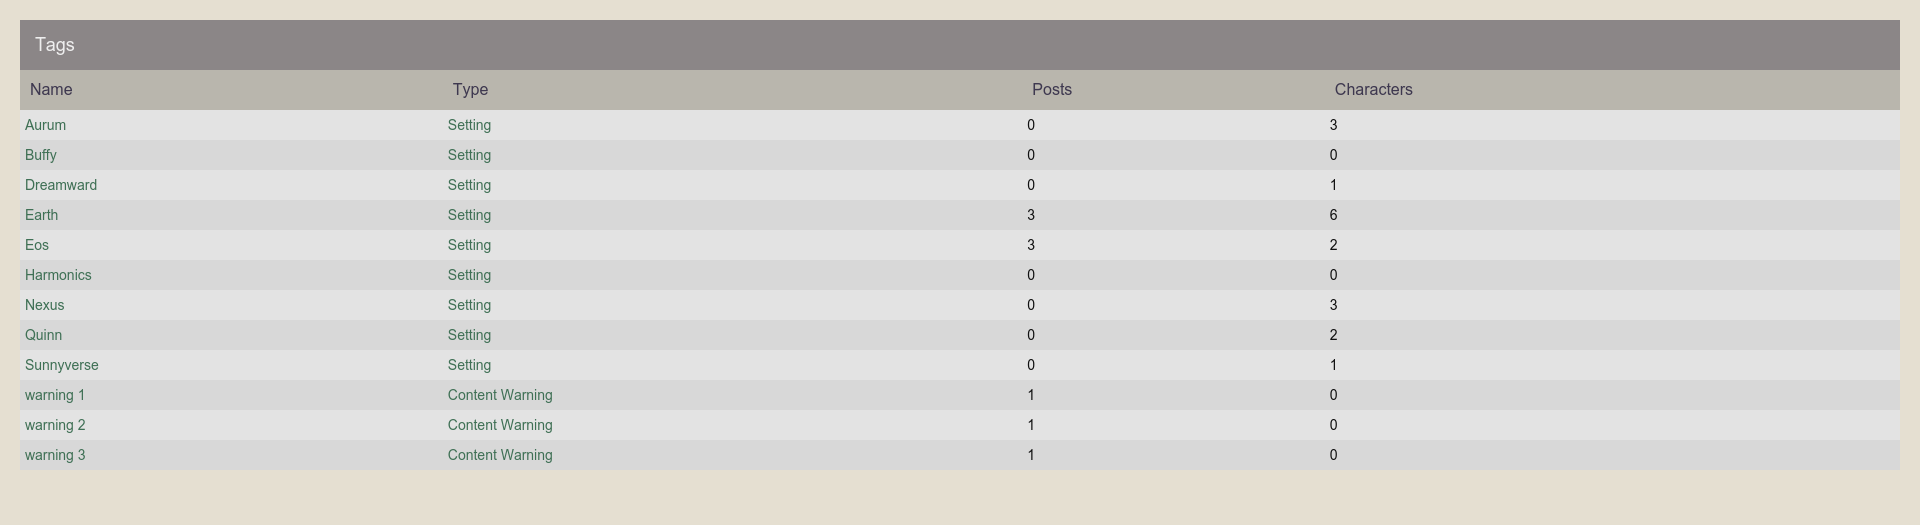 Tags
Name Type Posts Characters
Aurum Setting 0 3
Buffy Setting 0 0
Dreamward Setting 0 1
Earth Setting 3 6
Eos Setting 3 2
Harmonics Setting 0 0
Nexus Setting 0 3
Quinn Setting 0 2
Sunnyverse Setting 0 1
warning 1 Content Warning 1 0
warning 2 Content Warning 1 0
warning 3 Content Warning 1 0